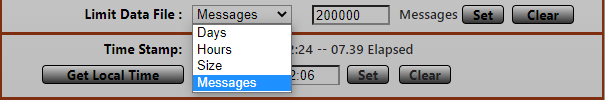 Limit Data File : Messages 200000 Messages Set Clear
Days
Time Stamp: Hours 2:24 -- 07.39 Elapsed
Size
Get Local Time Messages 2:06 Set Clear